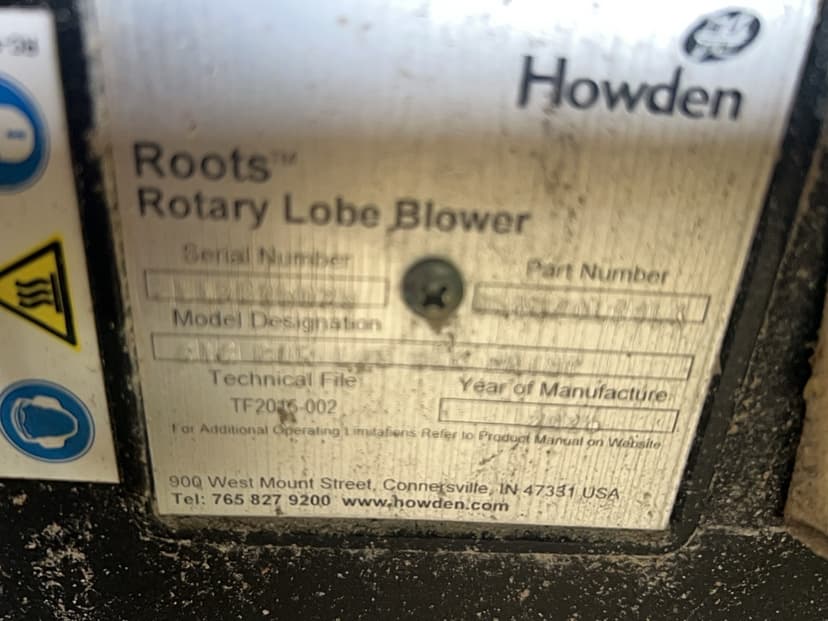 Howden
Roots™
Rotary Lobe Blower
Serial Number
Part Number
Model Designation
Technical File
Year of Manufacture
TF2015-002
For Additional Operating Limitations Refer to Product Manual on Website
900 West Mount Street, Connersville, IN 47331 USA
Tel: 765 827 9200 www.howden.com